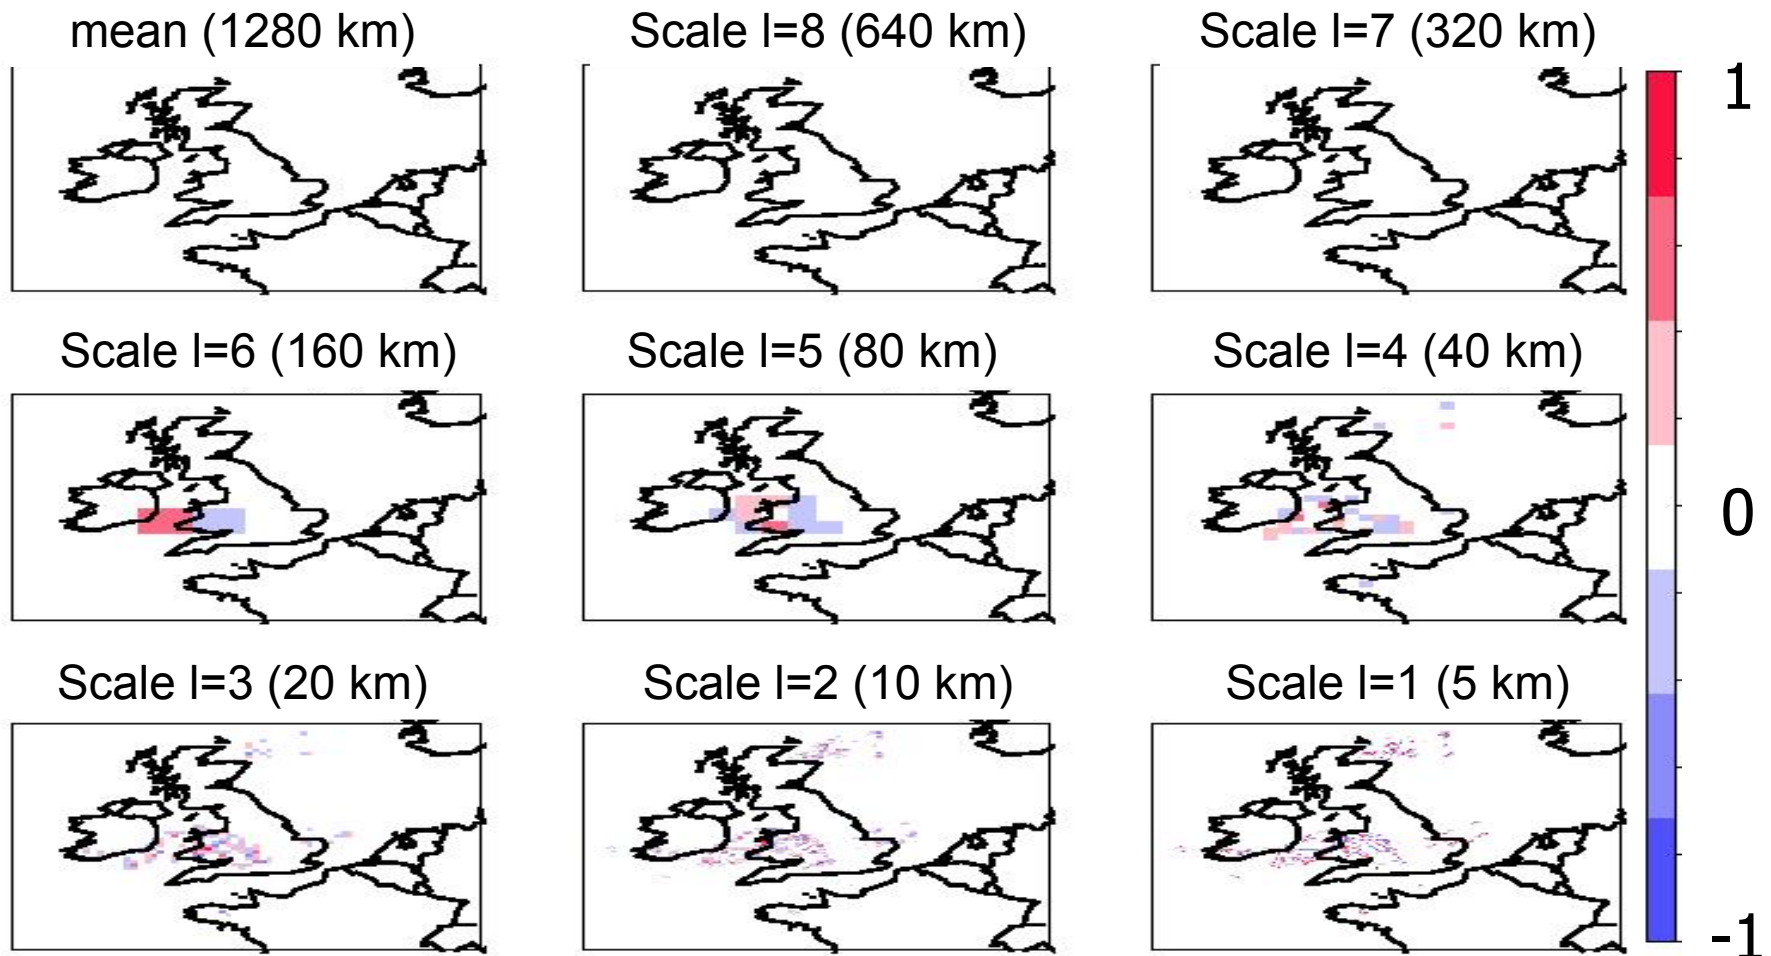 mean (1280 km)
Scale l=8 (640 km)
Scale l=7 (320 km)
1
Scale l=6 (160 km)
Scale l=5 (80 km)
Scale l=4 (40 km)
0
Scale l=3 (20 km)
Scale l=2 (10 km)
Scale l=1 (5 km)
-1